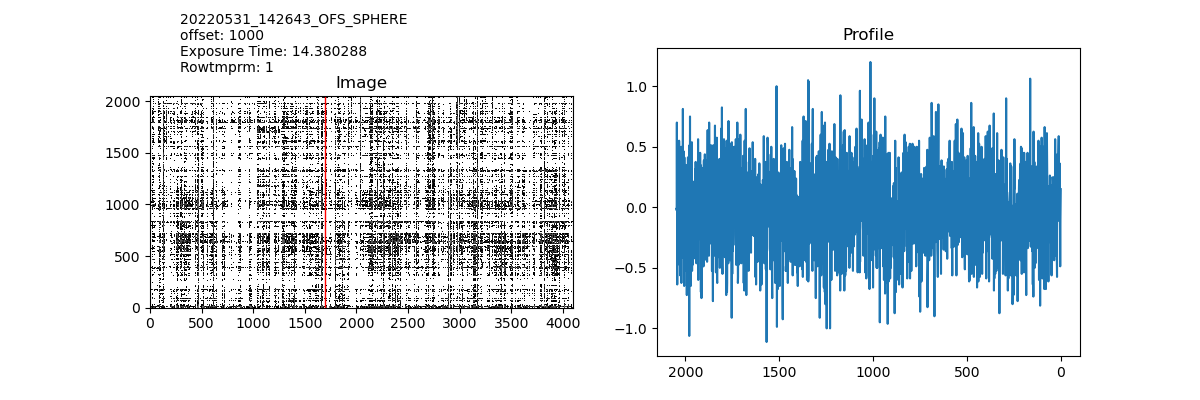 20220531_142643_OFS_SPHERE
offset: 1000
Exposure Time: 14.380288
Rowtmprm: 1
Image
2000
1500
1000
500
0
0 500 1000 1500 2000 2500 3000 3500 4000
Profile
1.0
0.5
0.0
−0.5
−1.0
2000 1500 1000 500 0